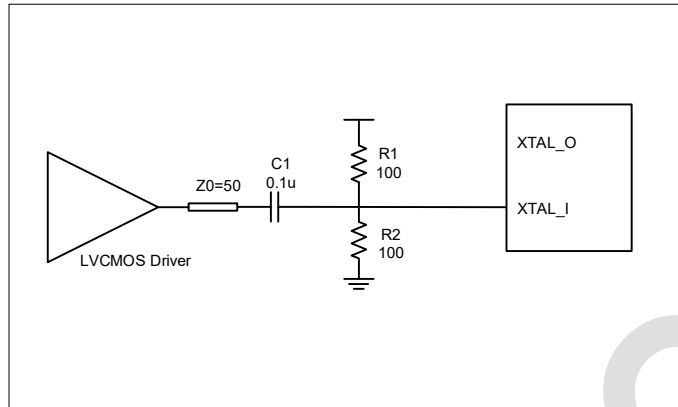 R1
100
XTAL_O
C1
0.1u
Z0=50
XTAL_I
R2
100
LVCMOS Driver